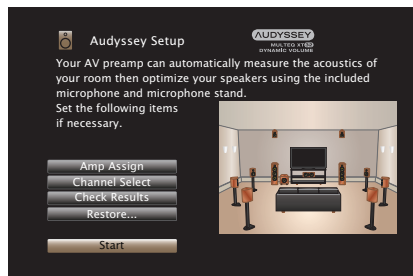 Audyssey Setup
AUDYSSEY
MULTEQ XT32
DYNAMIC VOLUME
Your AV preamp can automatically measure the acoustics of
your room then optimize your speakers using the included
microphone and microphone stand.
Set the following items
if necessary.
Amp Assign
Channel Select
Check Results
Restore...
Start